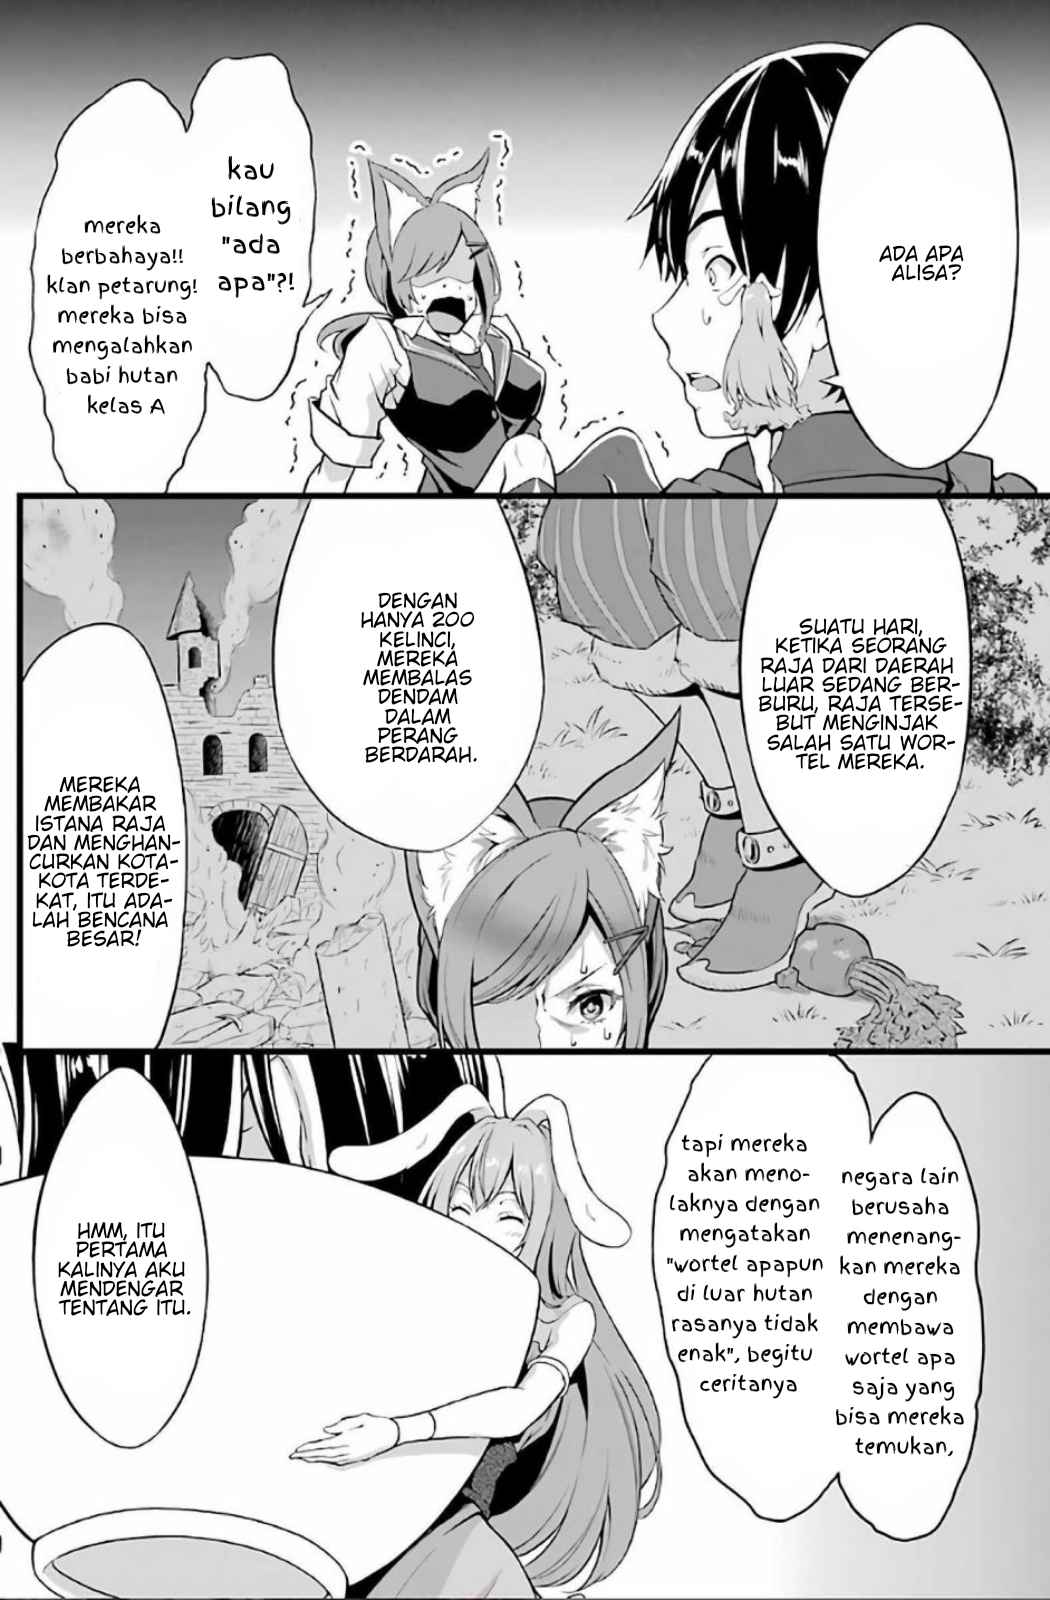 ADA APA
ALISA?
kau
bilang
"ada
apa"?!
mereka
berbahaya!!
klan petarung!
mereka bisa
mengalahkan
babi hutan
kelas A
SUATU HARI,
KETIKA SEORANG
RAJA DARI DAERAH
LUAR SEDANG BER-
BURU, RAJA TERSE-
BUT MENGINJAK
SALAH SATU WOR-
TEL MEREKA.
DENGAN
HANYA 200
KELINCI,
MEREKA
MEMBALAS
DENDAM
DALAM
PERANG
BERDARAH.
MEREKA
MEMBAKAR
ISTANA RAJA
DAN MENGHAN-
CURKAN KOTA-
KOTA TERDE-
KAT, ITU ADA-
LAH BENCANA
BESAR!
negara lain
berusaha
menenang-
kan mereka
dengan
membawa
wortel apa
saja yang
bisa mereka
temukan,
tapi mereka
akan meno-
laknya dengan
mengatakan
"wortel apapun
di luar hutan
rasanya tidak
enak", begitu
ceritanya
HMM, ITU
PERTAMA
KALINYA AKU
MENDENGAR
TENTANG ITU.